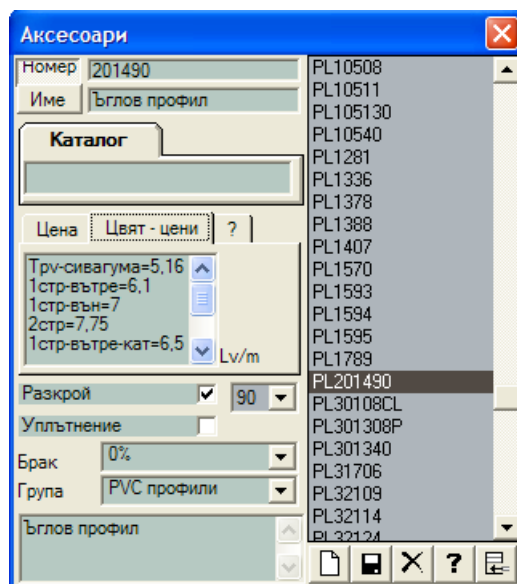 Аксесоари
Номер 201490
Име Ъглов профил
Каталог
Цена Цвят - цени ?
Трv-сивагума=5,16
1стр-вътре=6,1
1стр-вън=7
2стр=7,75
1стр-вътре-кат=6,5
Lv/m
Разкрой 90
Уплътнение
Брак 0%
Група PVC профили
Ъглов профил
PL10508
PL10511
PL105130
PL10540
PL1281
PL1336
PL1378
PL1388
PL1407
PL1570
PL1593
PL1594
PL1595
PL1789
PL201490
PL30108CL
PL301308P
PL301340
PL31706
PL32109
PL32114
PL32124
?